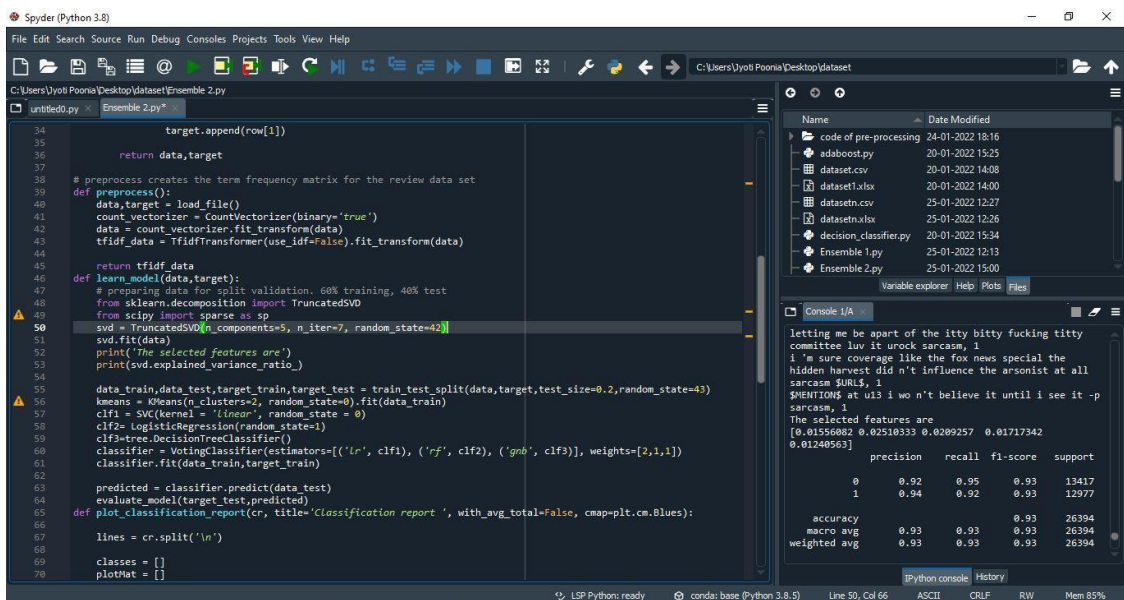 Spyder (Python 3.8)
File Edit Search Source Run Debug Consoles Projects Tools View Help
C:\Users\Jyoti Poonia\Desktop\dataset
C:\Users\Jyoti Poonia\Desktop\dataset\Ensemble 2.py
untitled0.py
Ensemble 2.py*
34 target.append(row[1])
35
36 return data,target
37
38 # preprocess creates the term frequency matrix for the review data set
39 def preprocess():
40 data,target = load_file()
41 count_vectorizer = CountVectorizer(binary='true')
42 data = count_vectorizer.fit_transform(data)
43 tfidf_data = TfidfTransformer(use_idf=False).fit_transform(data)
44
45 return tfidf_data
46 def learn_model(data,target):
47 # preparing data for split validation. 60% training, 40% test
48 from sklearn.decomposition import TruncatedSVD
49 from scipy import sparse as sp
50 svd = TruncatedSVD(n_components=5, n_iter=7, random_state=42)
51 svd.fit(data)
52 print('The selected features are')
53 print(svd.explained_variance_ratio_)
54
55 data_train,data_test,target_train,target_test = train_test_split(data,target,test_size=0.2,random_state=43)
56 kmeans = KMeans(n_clusters=2, random_state=0).fit(data_train)
57 clf1 = SVC(kernel = 'linear', random_state = 0)
58 clf2= LogisticRegression(random_state=1)
59 clf3=tree.DecisionTreeClassifier()
60 classifier = VotingClassifier(estimators=[('lr', clf1), ('rf', clf2), ('gnb', clf3)], weights=[2,1,1])
61 classifier.fit(data_train,target_train)
62
63 predicted = classifier.predict(data_test)
64 evaluate_model(target_test,predicted)
65 def plot_classification_report(cr, title='Classification report ', with_avg_total=False, cmap=plt.cm.Blues):
66
67 lines = cr.split('\n')
68
69 classes = []
70 plotMat = []
Name Date Modified
code of pre-processing 24-01-2022 18:16
adaboost.py 20-01-2022 15:25
dataset.csv 20-01-2022 14:08
dataset1.xlsx 20-01-2022 14:00
datasetn.csv 25-01-2022 12:27
datasetn.xlsx 25-01-2022 12:26
decision_classifier.py 20-01-2022 15:34
Ensemble 1.py 25-01-2022 12:13
Ensemble 2.py 25-01-2022 15:00
Variable explorer Help Plots Files
Console 1/A
letting me be apart of the itty bitty fucking titty
committee luv it urock sarcasm, 1
i 'm sure coverage like the fox news special the
hidden harvest did n't influence the arsonist at all
sarcasm $URL$, 1
$MENTION$ at u13 i wo n't believe it until i see it -p
sarcasm, 1
The selected features are
[0.01556082 0.02510333 0.0209257 0.01717342
0.01240563]
precision recall f1-score support
0 0.92 0.95 0.93 13417
1 0.94 0.92 0.93 12977
accuracy 0.93 26394
macro avg 0.93 0.93 0.93 26394
weighted avg 0.93 0.93 0.93 26394
IPython console History
LSP Python: ready conda: base (Python 3.8.5) Line 50, Col 66 ASCII CRLF RW Mem 85%